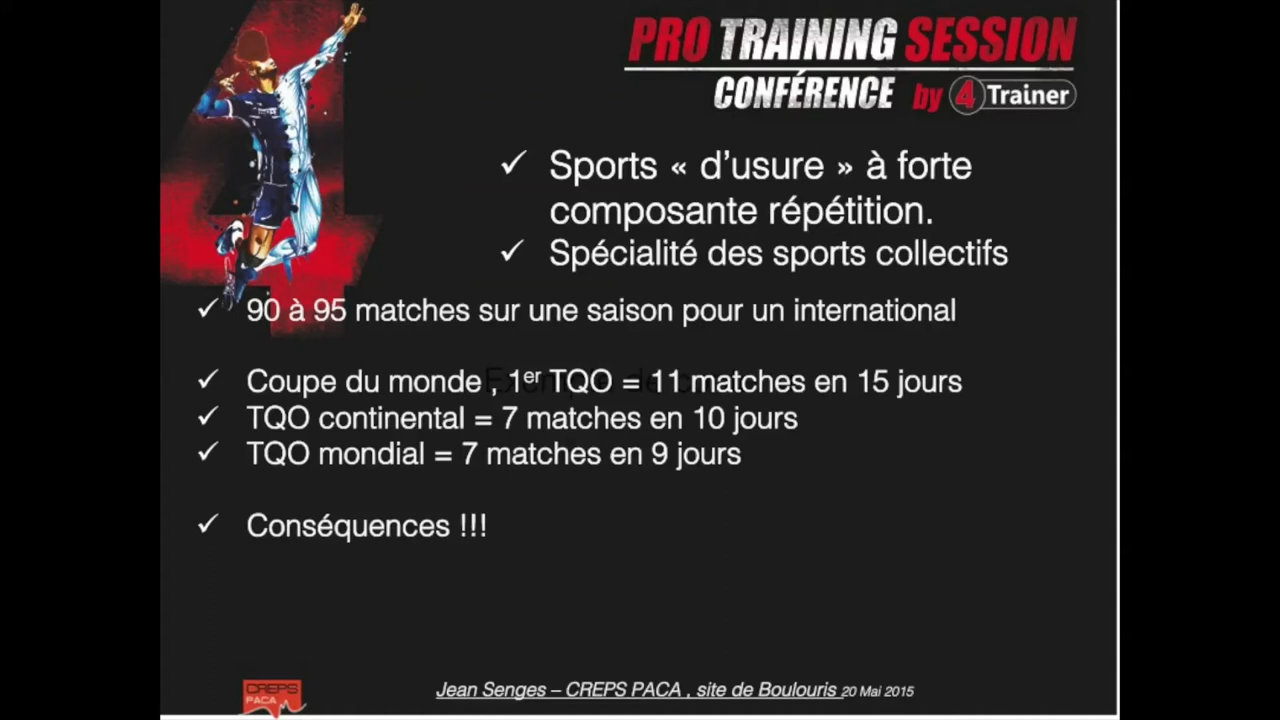 PRO TRAINING SESSION
CONFÉRENCE by 4 Trainer
✓ Sports « d'usure » à forte
composante répétition.
✓ Spécialité des sports collectifs
✓ 90 à 95 matches sur une saison pour un international
✓ Coupe du monde , 1er TQO = 11 matches en 15 jours
✓ TQO continental = 7 matches en 10 jours
✓ TQO mondial = 7 matches en 9 jours
✓ Conséquences !!!
CREPS
PACA
Jean Senges – CREPS PACA , site de Boulouris 20 Mai 2015